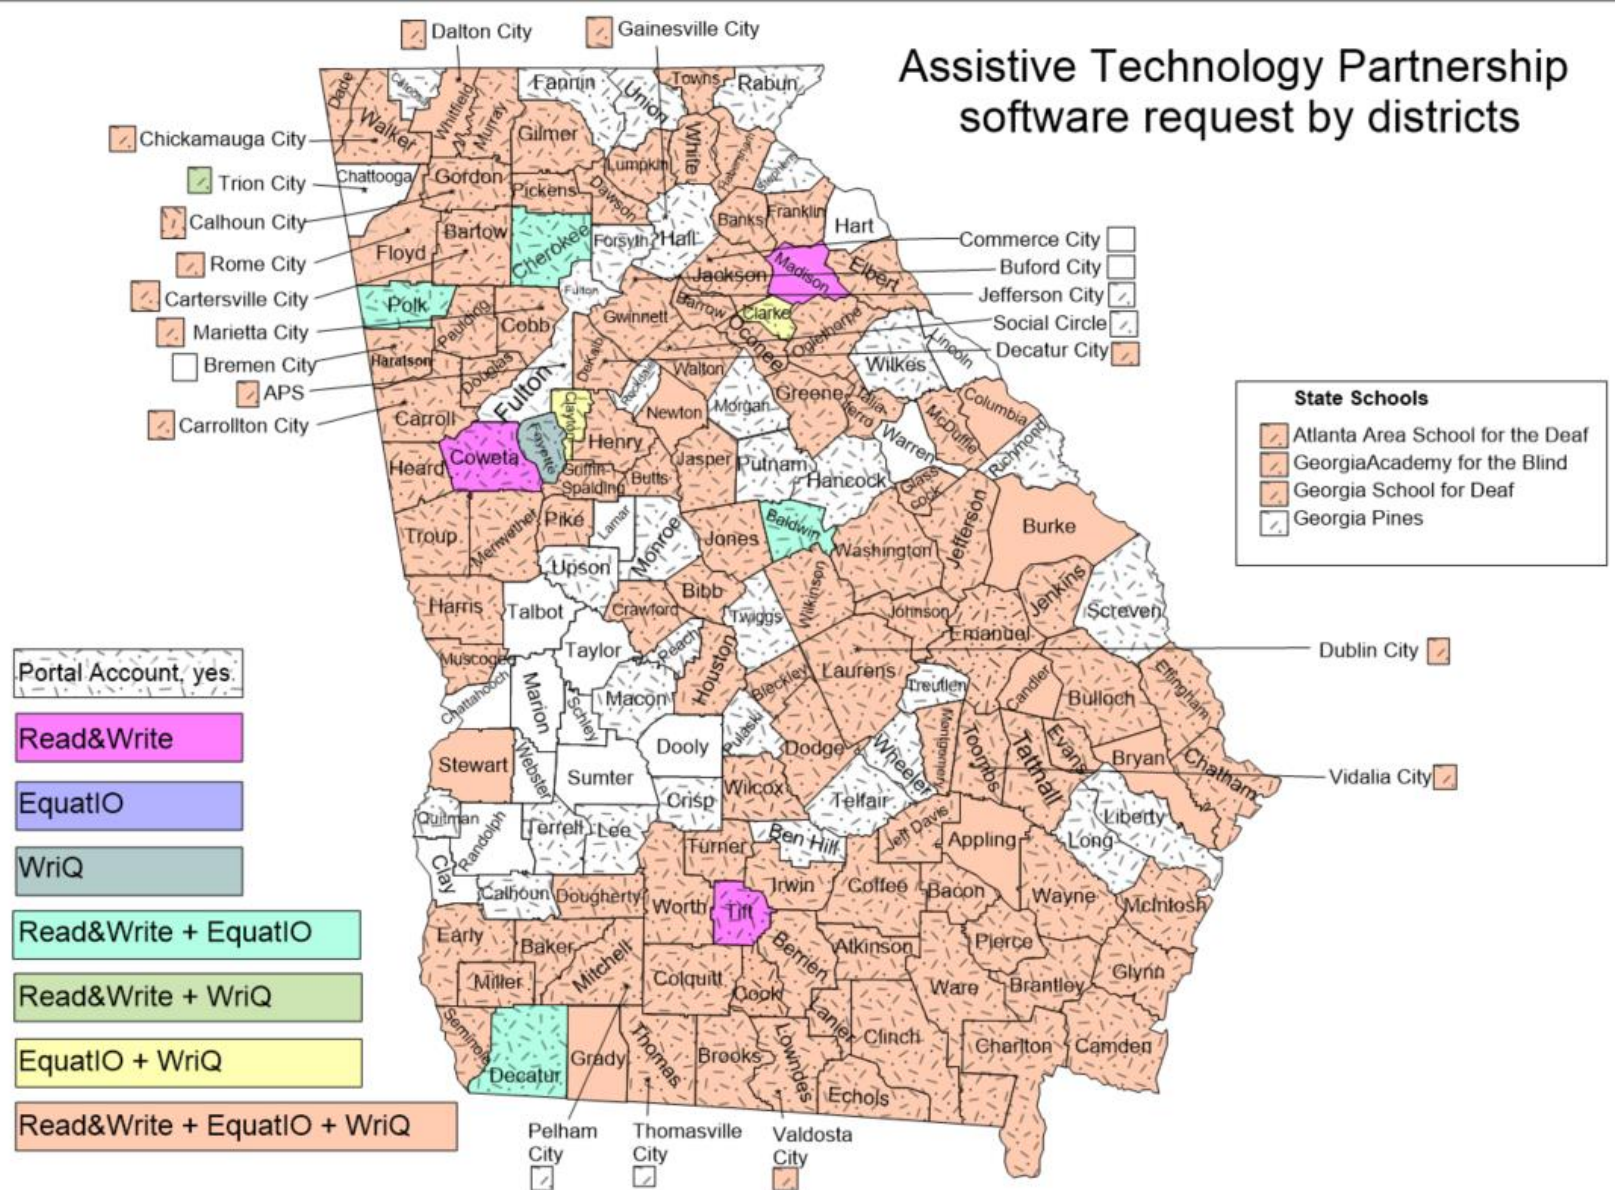 Dalton City
Gainesville City
Assistive Technology Partnership
software request by districts
Dade
Catoosa
Whitfield
Murray
Fannin
Union
Towns
Rabun
Walker
Gilmer
White
Lumpkin
Habersham
Stephens
Chickamauga City
Chattooga
Trion City
Gordon
Pickens
Dawson
Banks
Franklin
Hart
Calhoun City
Floyd
Bartow
Cherokee
Forsyth
Hall
Rome City
Jackson
Madison
Elbert
Commerce City
Buford City
Jefferson City
Social Circle
Decatur City
Cartersville City
Marietta City
Bremen City
APS
Carrollton City
Polk
Paulding
Cobb
Fulton
Gwinnett
Barrow
Clarke
Oconee
Oglethorpe
Wilkes
Lincoln
Haralson
Douglas
Fulton
DeKalb
Rockdale
Walton
Morgan
Greene
Talia
ferro
McDuffie
Columbia
Carroll
Clayton
Newton
Warren
Richmond
Heard
Coweta
Fayette
Henry
Griffin
Spalding
Butts
Jasper
Putnam
Hancock
Glass
cock
State Schools
Atlanta Area School for the Deaf
GeorgiaAcademy for the Blind
Georgia School for Deaf
Georgia Pines
Troup
Meriwether
Pike
Lamar
Monroe
Jones
Baldwin
Washington
Jefferson
Burke
Upson
Bibb
Wilkinson
Jenkins
Screven
Harris
Talbot
Crawford
Twiggs
Johnson
Emanuel
Muscogee
Taylor
Peach
Houston
Bleckley
Laurens
Treutlen
Candler
Bulloch
Effingham
Dublin City
Chattahooch
Marion
Schley
Macon
Pulaski
Dodge
Wheeler
Montgomery
Toombs
Tatthall
Evans
Bryan
Chatham
Vidalia City
Stewart
Webster
Sumter
Dooly
Crisp
Wilcox
Telfair
Jeff Davis
Appling
Long
Liberty
Quitman
Randolph
Terrell
Lee
Turner
Ben Hill
Clay
Calhoun
Dougherty
Worth
Tift
Irwin
Coffee
Bacon
Wayne
McIntosh
Early
Baker
Mitchell
Colquitt
Berrien
Atkinson
Pierce
Glynn
Miller
Cook
Lanier
Ware
Brantley
Clinch
Seminole
Decatur
Grady
Thomas
Brooks
Lowndes
Echols
Charlton
Camden
Pelham
City
Thomasville
City
Valdosta
City
Portal Account, yes
Read&Write
EquatIO
WriQ
Read&Write + EquatIO
Read&Write + WriQ
EquatIO + WriQ
Read&Write + EquatIO + WriQ